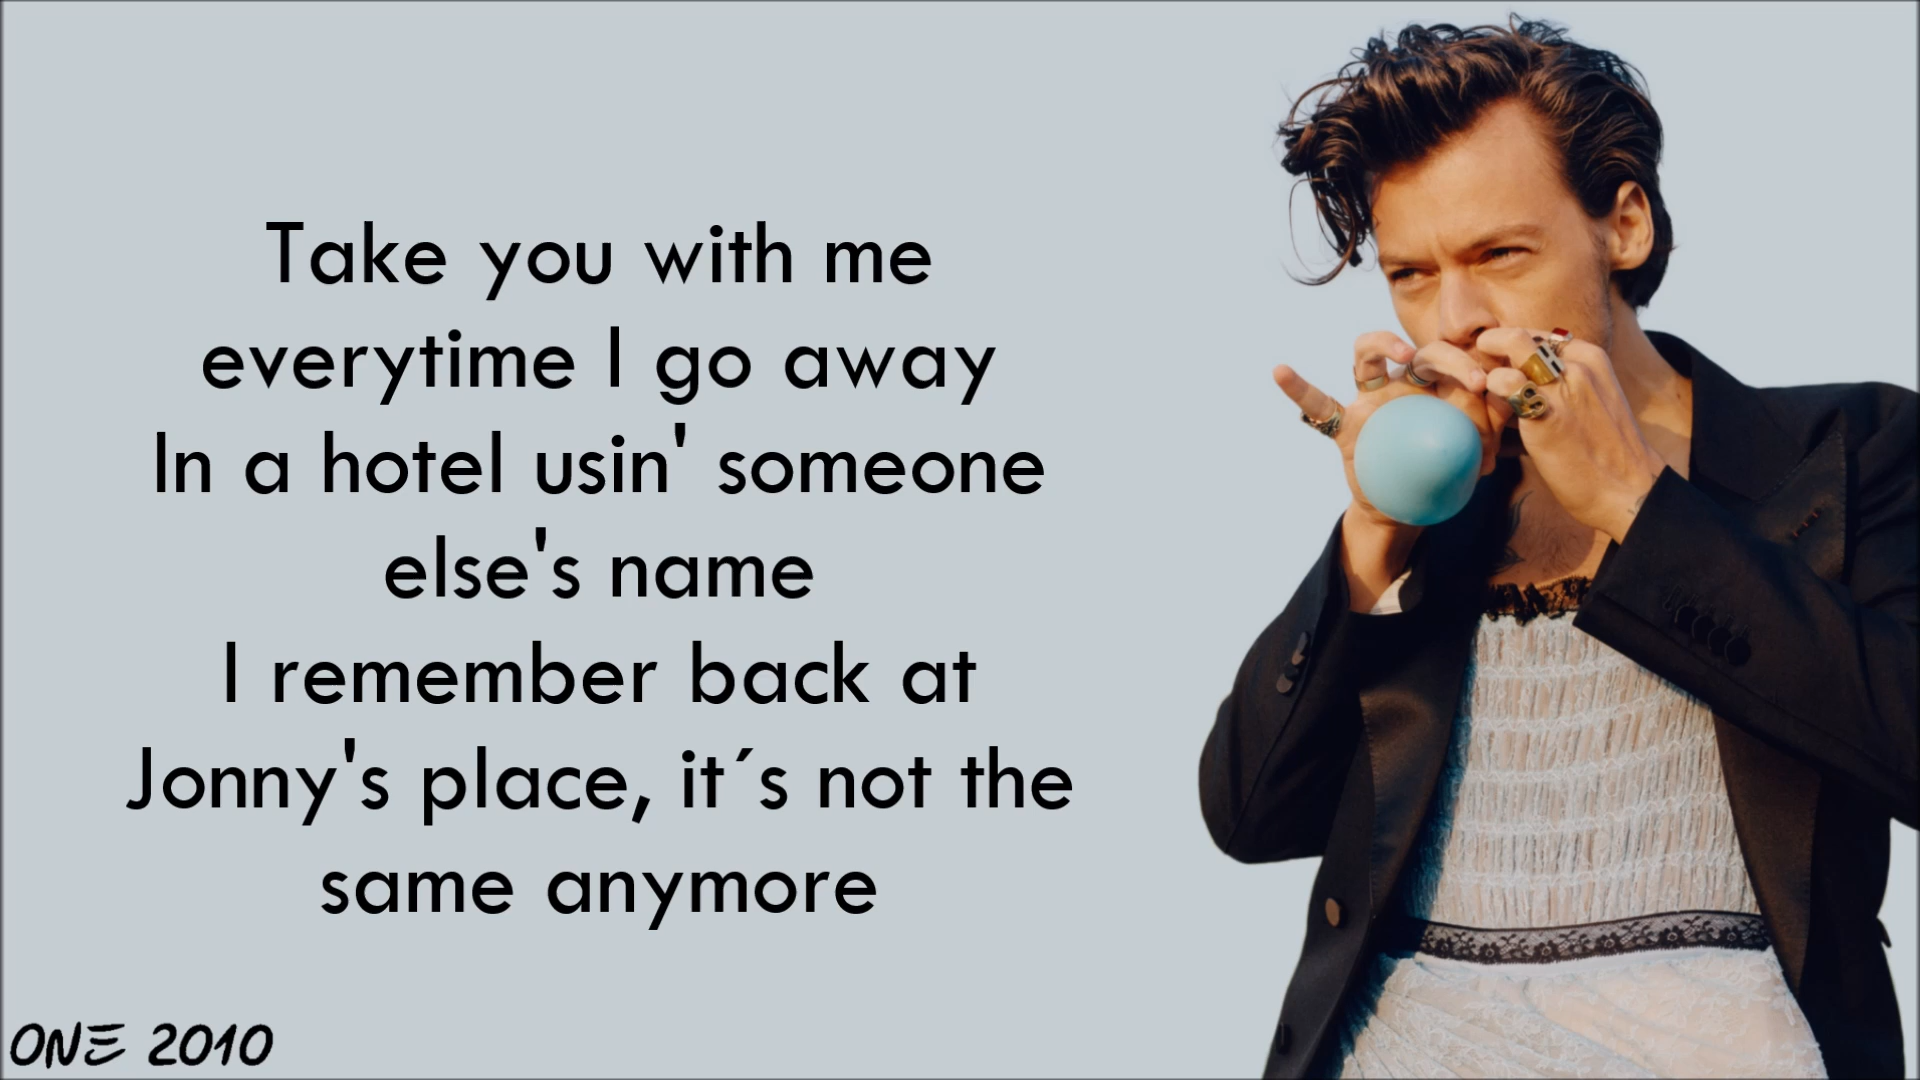 Take you with me
everytime I go away
In a hotel usin' someone
else's name
I remember back at
Jonny's place, it´s not the
same anymore
ONE 2010